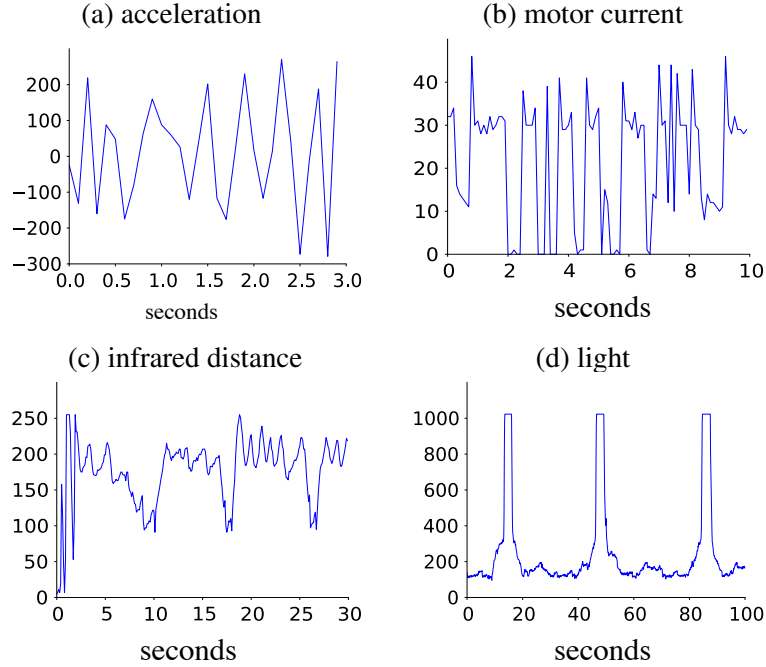 (a) acceleration
200
100
0
−100
−200
−300
0.0 0.5 1.0 1.5 2.0 2.5 3.0
seconds
(b) motor current
40
30
20
10
0
0 2 4 6 8 10
seconds
(c) infrared distance
250
200
150
100
50
0
0 5 10 15 20 25 30
seconds
(d) light
1000
800
600
400
200
0
0 20 40 60 80 100
seconds